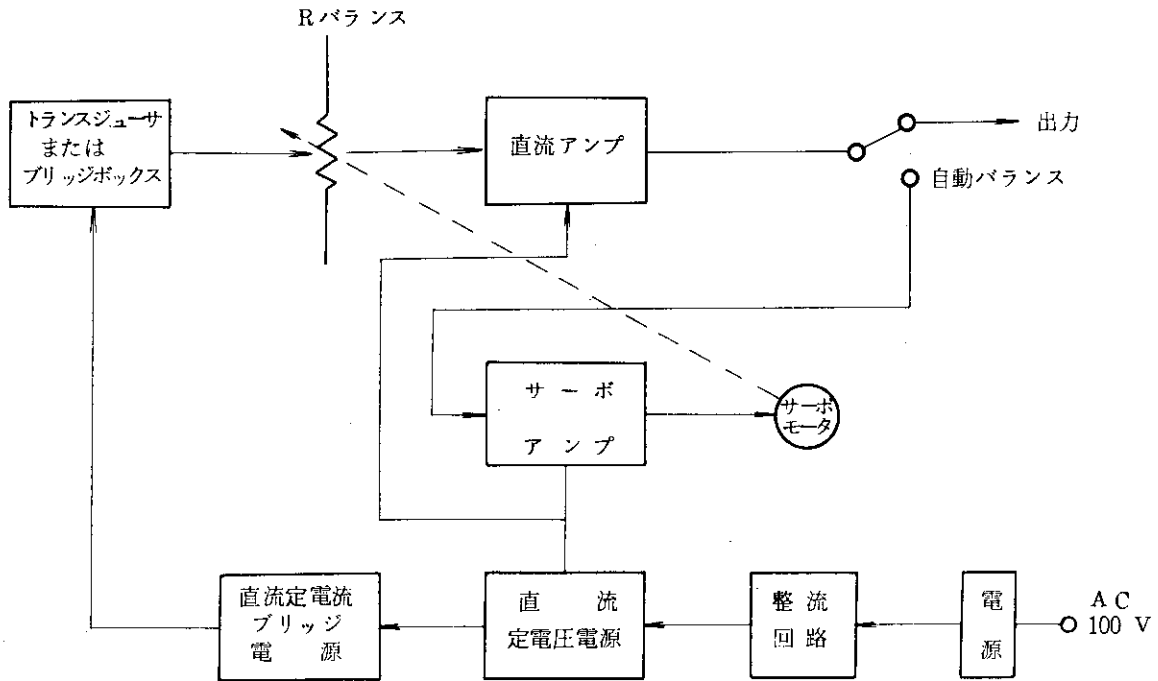 Rバランス
トランスジューサ
または
ブリッジボックス
直流アンプ
出力
自動バランス
サーボ
アンプ
サーボ
モータ
直流定電流
ブリッジ
電源
直流
定電圧電源
整流
回路
電
源
AC
100 V